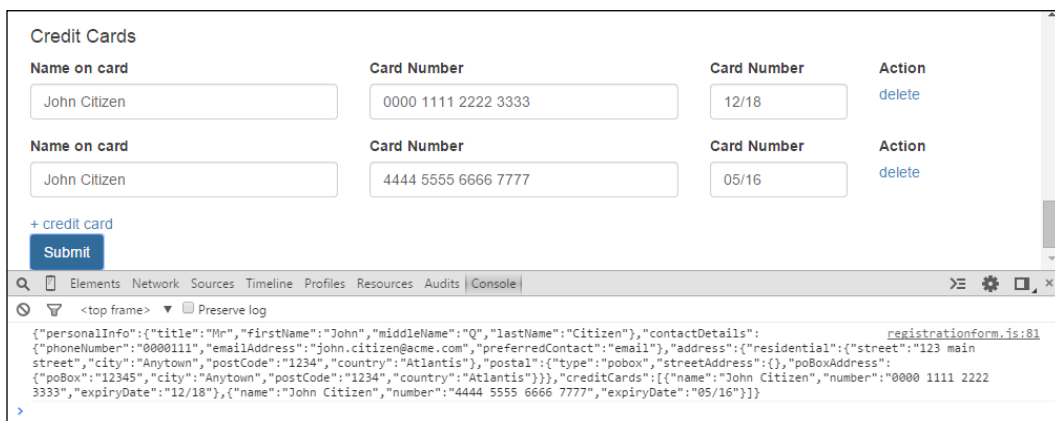 Credit Cards
Name on card Card Number Card Number Action
John Citizen 0000 1111 2222 3333 12/18 delete
Name on card Card Number Card Number Action
John Citizen 4444 5555 6666 7777 05/16 delete
+ credit card
Submit
Elements Network Sources Timeline Profiles Resources Audits Console
<top frame> ▼ Preserve log
{"personalInfo":{"title":"Mr","firstName":"John","middleName":"Q","lastName":"Citizen"},"contactDetails": registrationform.js:81
{"phoneNumber":"0000111","emailAddress":"john.citizen@acme.com","preferredContact":"email"},"address":{"residential":{"street":"123 main
street","city":"Anytown","postCode":"1234","country":"Atlantis"},"postal":{"type":"pobox","streetAddress":{},"poBoxAddress":
{"poBox":"12345","city":"Anytown","postCode":"1234","country":"Atlantis"}}},"creditCards":[{"name":"John Citizen","number":"0000 1111 2222
3333","expiryDate":"12/18"},{"name":"John Citizen","number":"4444 5555 6666 7777","expiryDate":"05/16"}]}
>